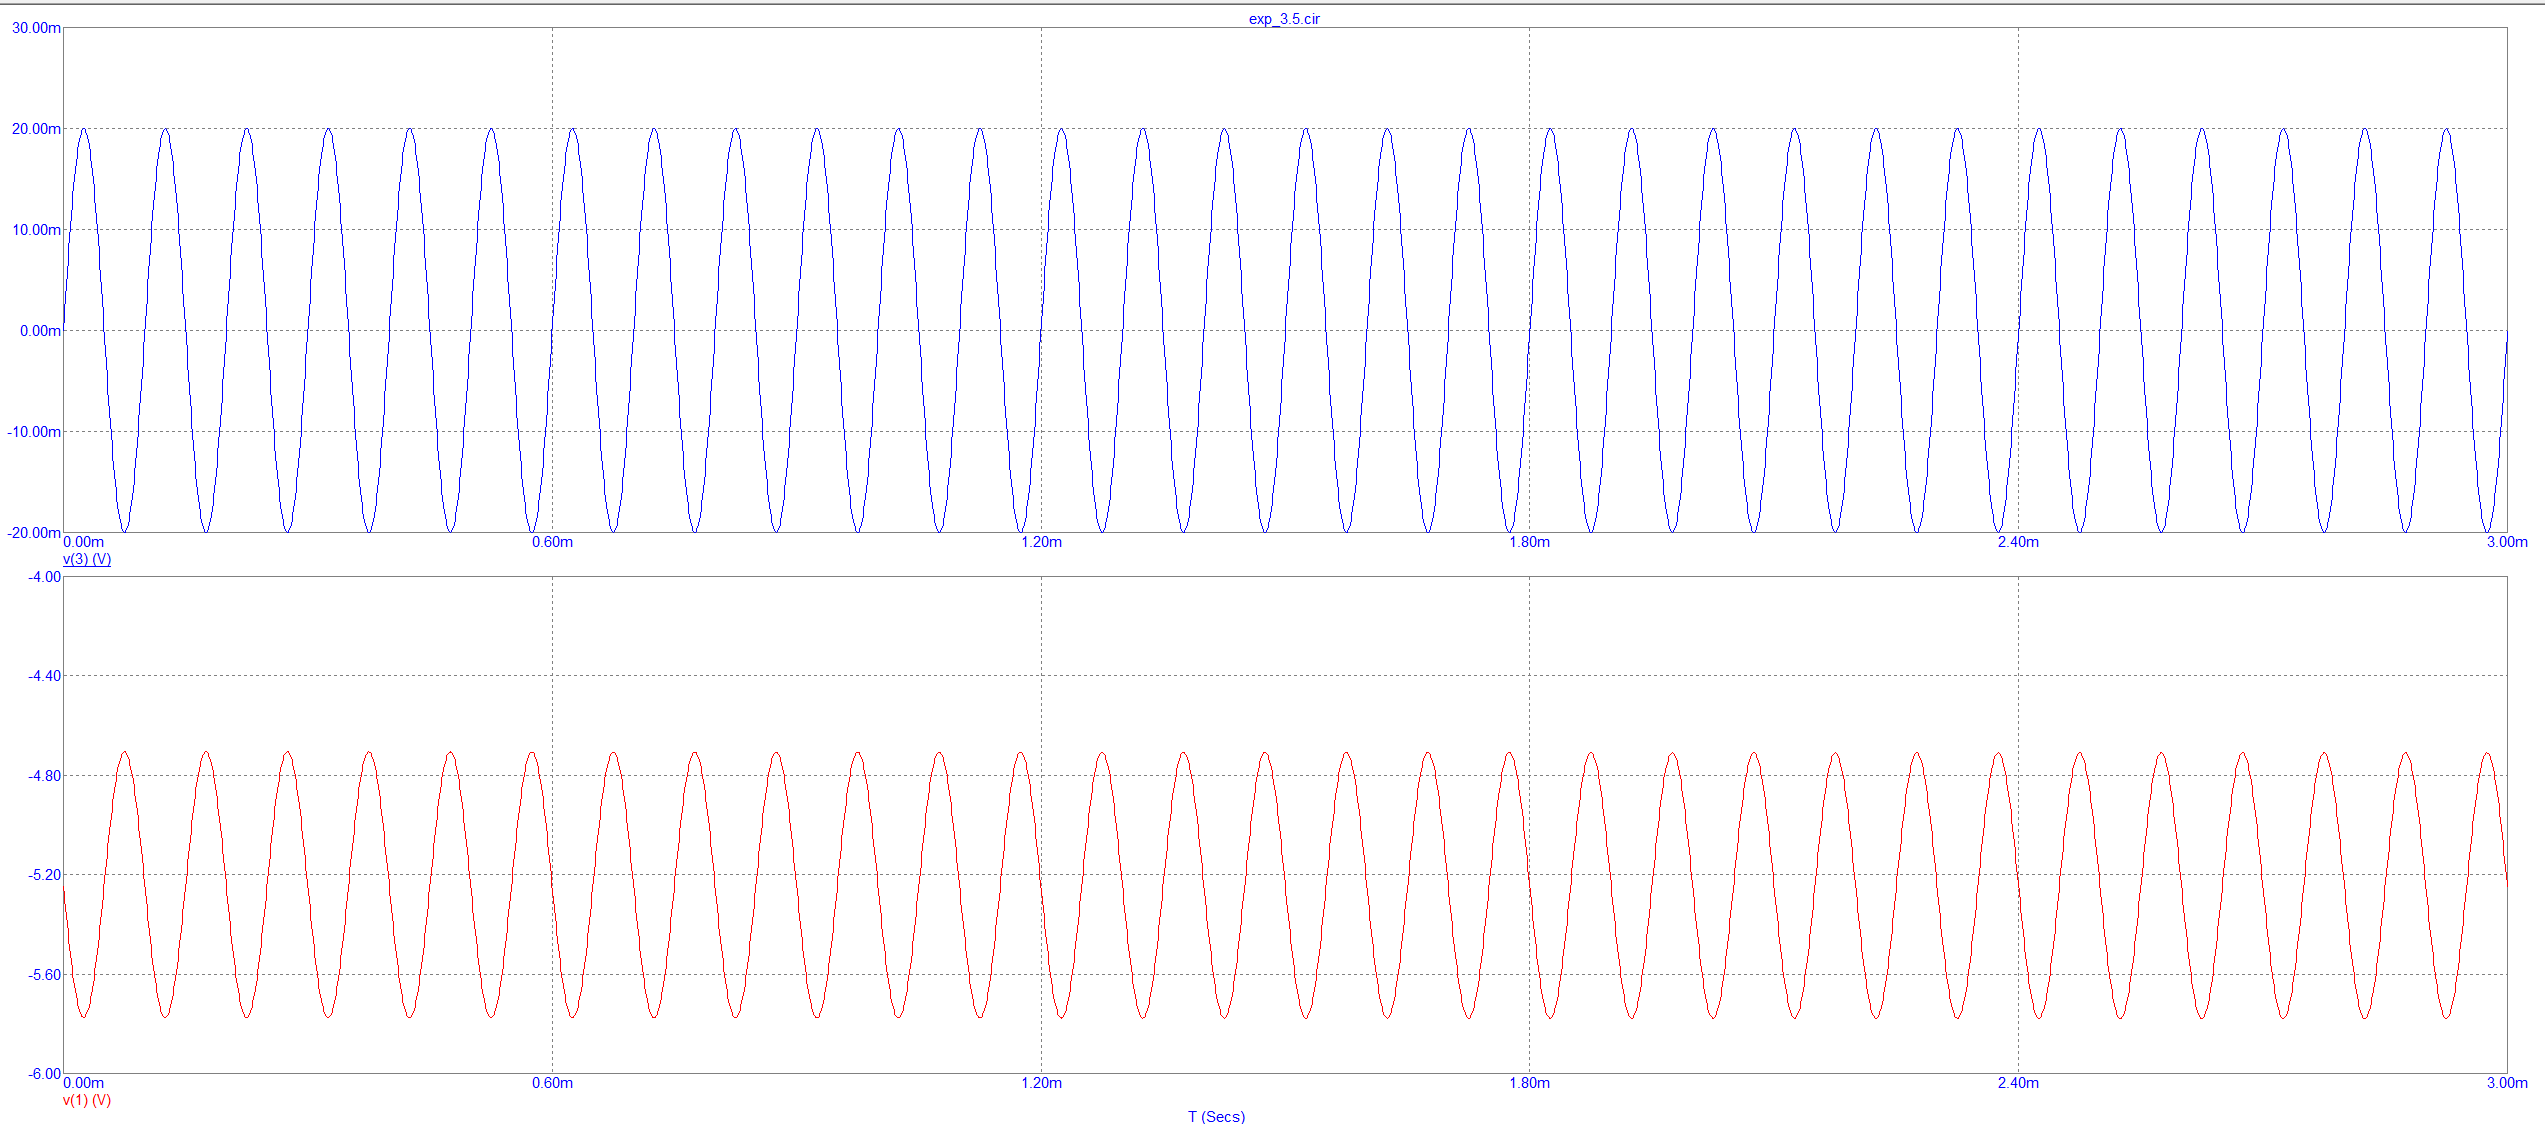 exp_3.5.cir
30.00m
20.00m
10.00m
0.00m
-10.00m
-20.00m
0.00m 0.60m 1.20m 1.80m 2.40m 3.00m
v(3) (V)
-4.00
-4.40
-4.80
-5.20
-5.60
-6.00
0.00m 0.60m 1.20m 1.80m 2.40m 3.00m
v(1) (V)
T (Secs)